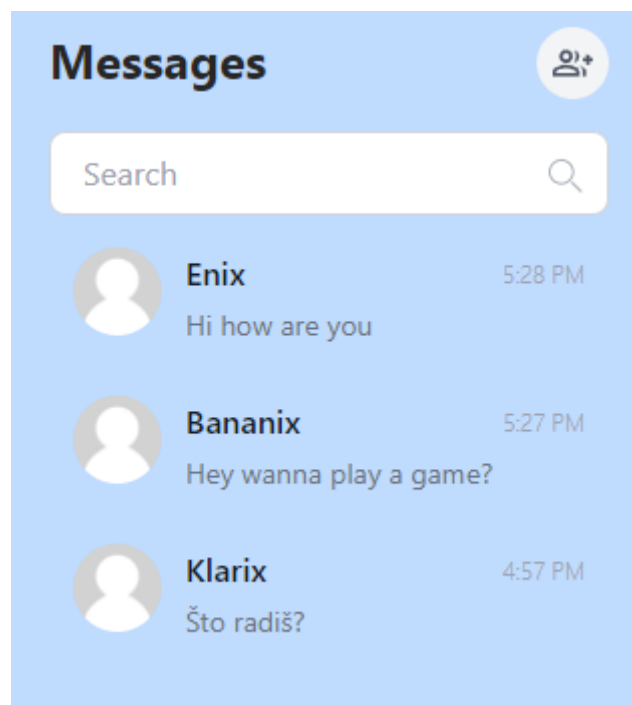 Messages
Search
Enix 5:28 PM
Hi how are you
Bananix 5:27 PM
Hey wanna play a game?
Klarix 4:57 PM
Što radiš?